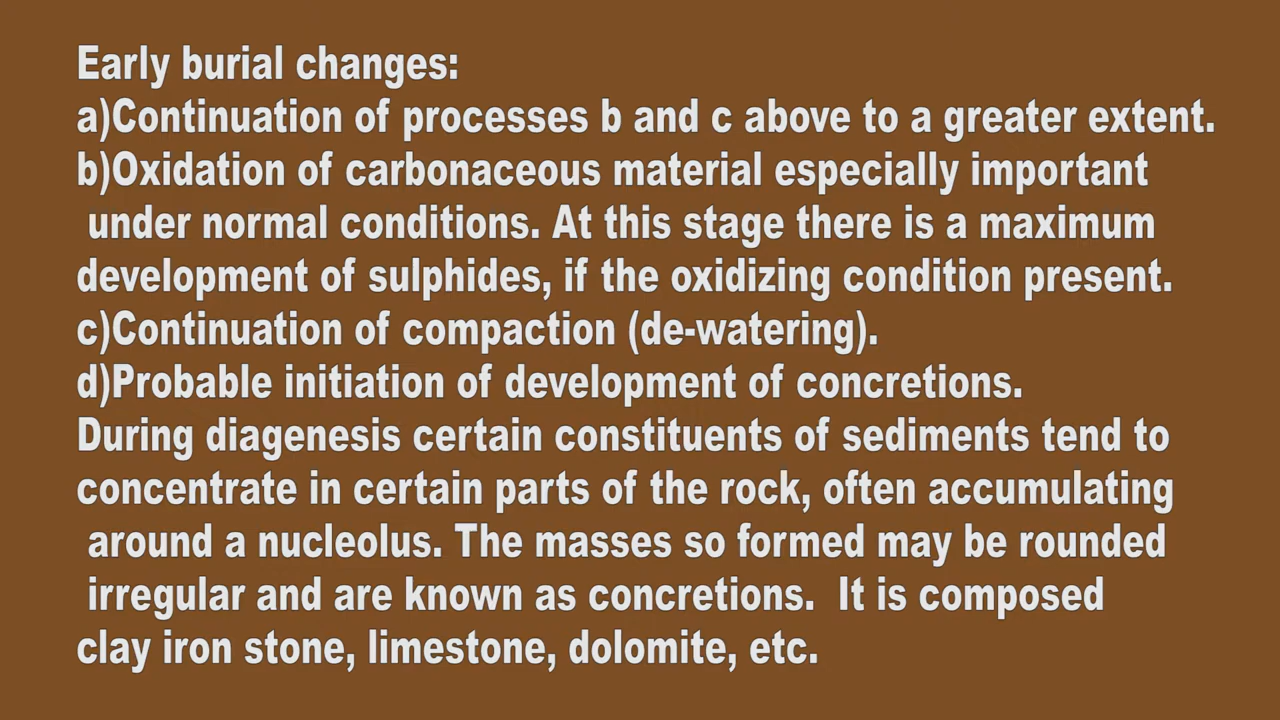 Early burial changes:
a)Continuation of processes b and c above to a greater extent.
b)Oxidation of carbonaceous material especially important
under normal conditions. At this stage there is a maximum
development of sulphides, if the oxidizing condition present.
c)Continuation of compaction (de-watering).
d)Probable initiation of development of concretions.
During diagenesis certain constituents of sediments tend to
concentrate in certain parts of the rock, often accumulating
around a nucleolus. The masses so formed may be rounded
irregular and are known as concretions.  It is composed
clay iron stone, limestone, dolomite, etc.